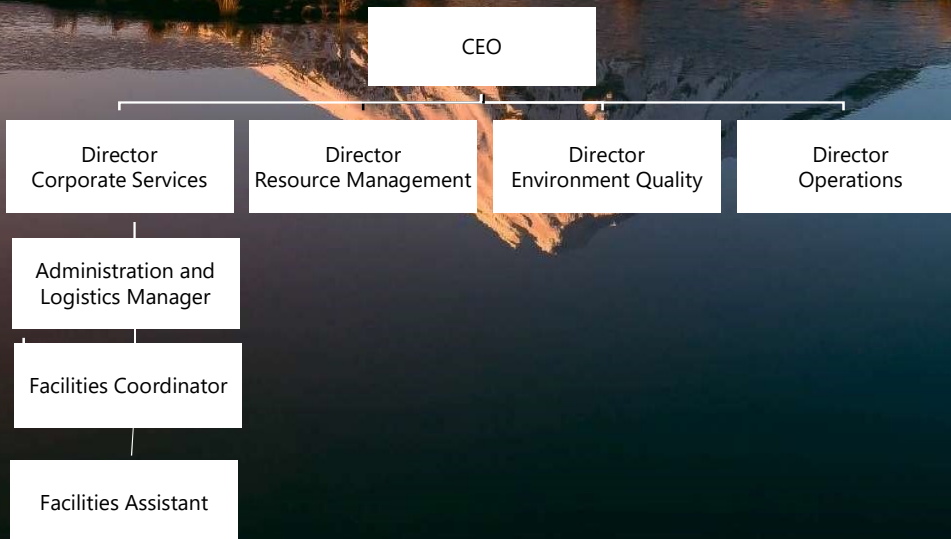 CEO
Director
Corporate Services
Director
Resource Management
Director
Environment Quality
Director
Operations
Administration and
Logistics Manager
Facilities Coordinator
Facilities Assistant